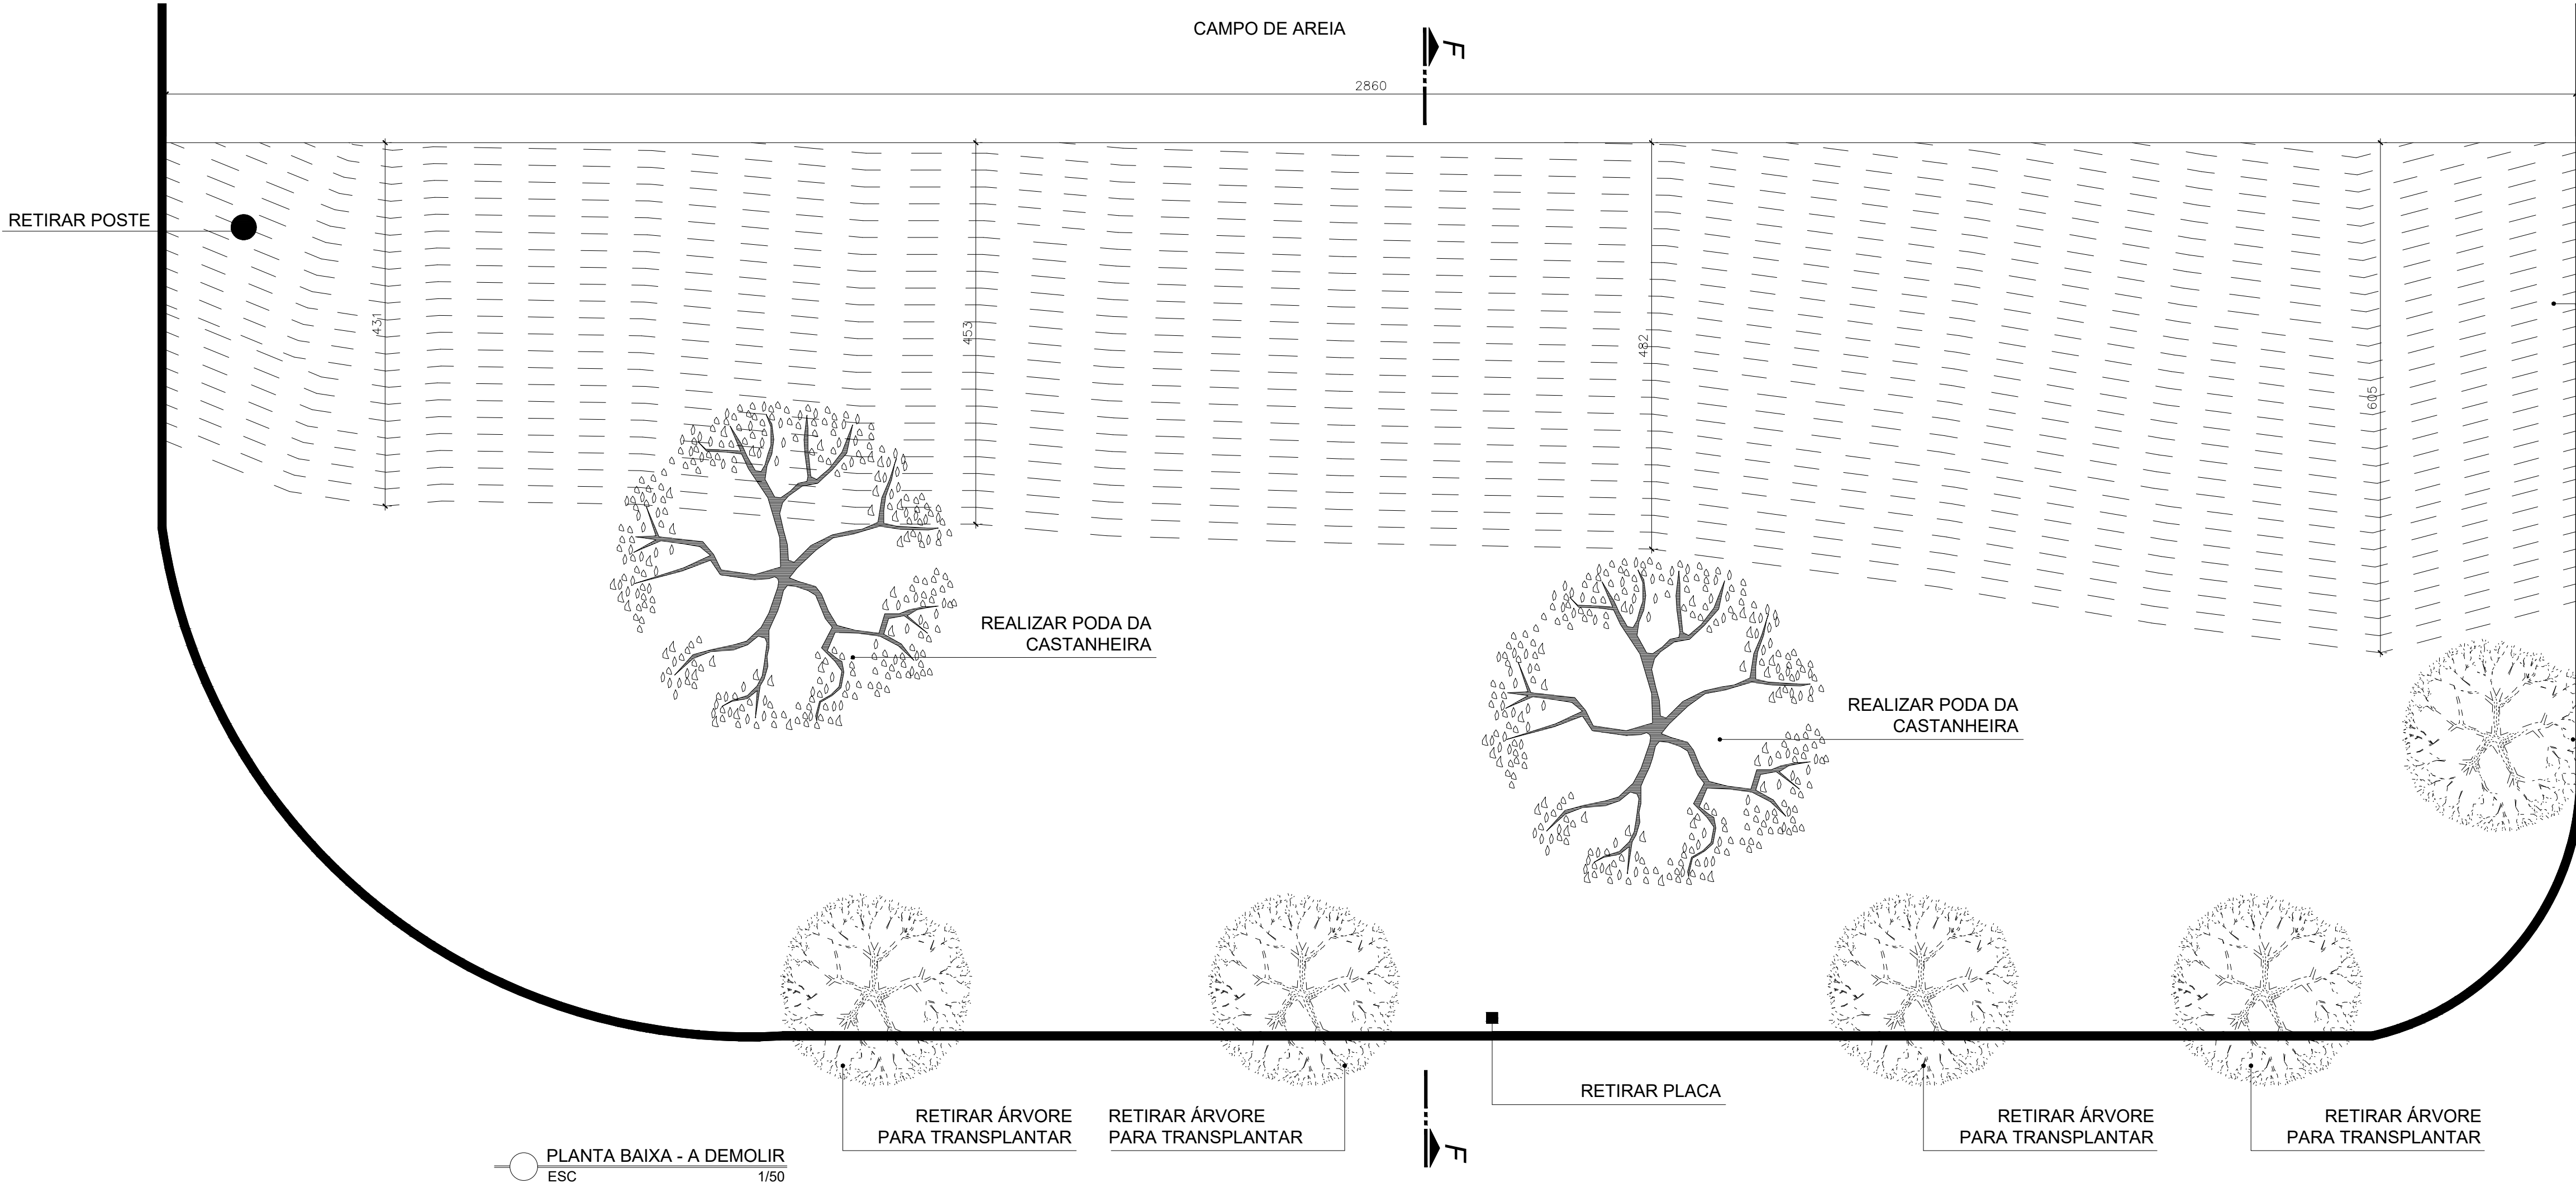 CAMPO DE AREIA
F
2860
RETIRAR POSTE
431
453
482
605
REALIZAR PODA DA
CASTANHEIRA
REALIZAR PODA DA
CASTANHEIRA
RETIRAR PLACA
RETIRAR ÁRVORE
PARA TRANSPLANTAR
RETIRAR ÁRVORE
PARA TRANSPLANTAR
RETIRAR ÁRVORE
PARA TRANSPLANTAR
RETIRAR ÁRVORE
PARA TRANSPLANTAR
F
PLANTA BAIXA - A DEMOLIR
ESC 1/50